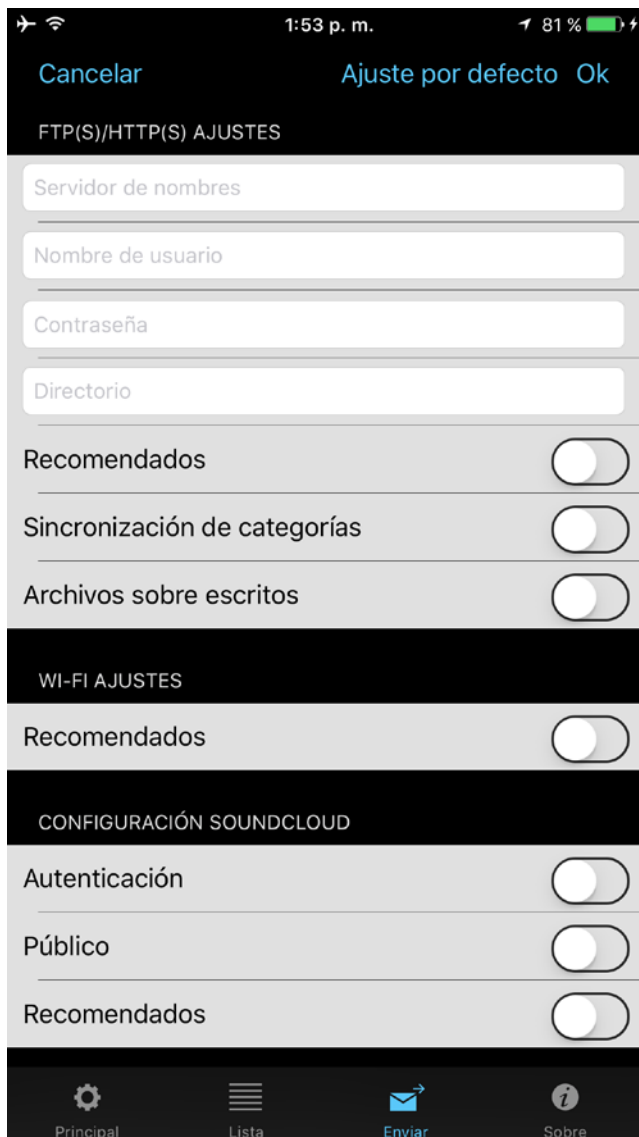 1:53 p. m.
81 %
Cancelar
Ajuste por defecto Ok
FTP(S)/HTTP(S) AJUSTES
Servidor de nombres
Nombre de usuario
Contraseña
Directorio
Recomendados
Sincronización de categorías
Archivos sobre escritos
WI-FI AJUSTES
Recomendados
CONFIGURACIÓN SOUNDCLOUD
Autenticación
Público
Recomendados
Principal
Lista
Enviar
Sobre